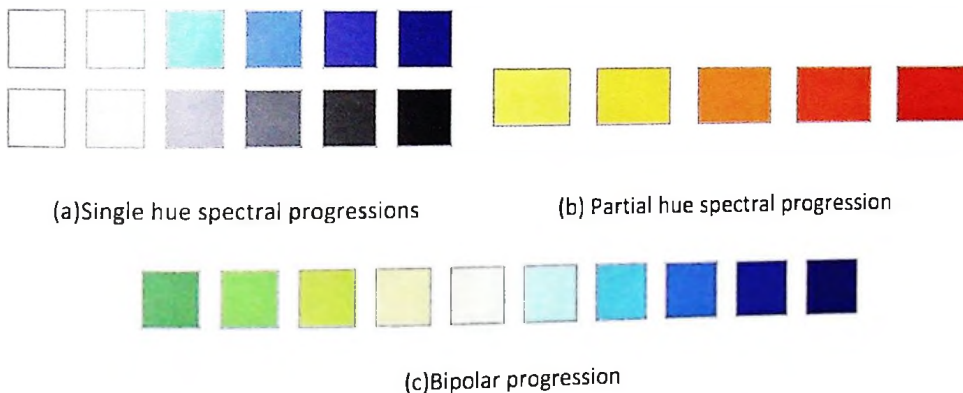 (a)Single hue spectral progressions
(b) Partial hue spectral progression
(c)Bipolar progression